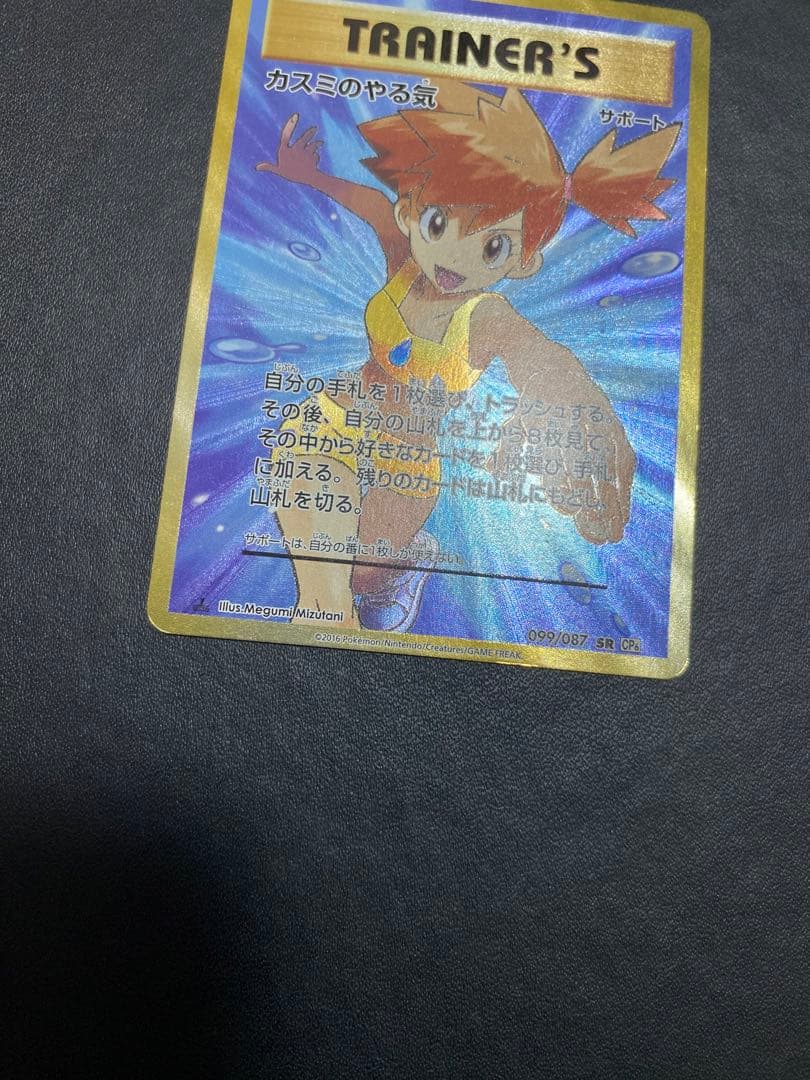 TRAINER'S
カスミのやる気
サポート
自分の手札を1枚選び、トラッシュする。
その後、自分の山札を上から8枚見て、
その中から好きなカードを1枚選び、手札
に加える。残りのカードは山札にもどし、
山札を切る。
サポートは、自分の番に1枚しか使えない。
Illus.Megumi Mizutani
099/087 SR CP6
©2016 Pokémon/Nintendo/Creatures/GAME FREAK.